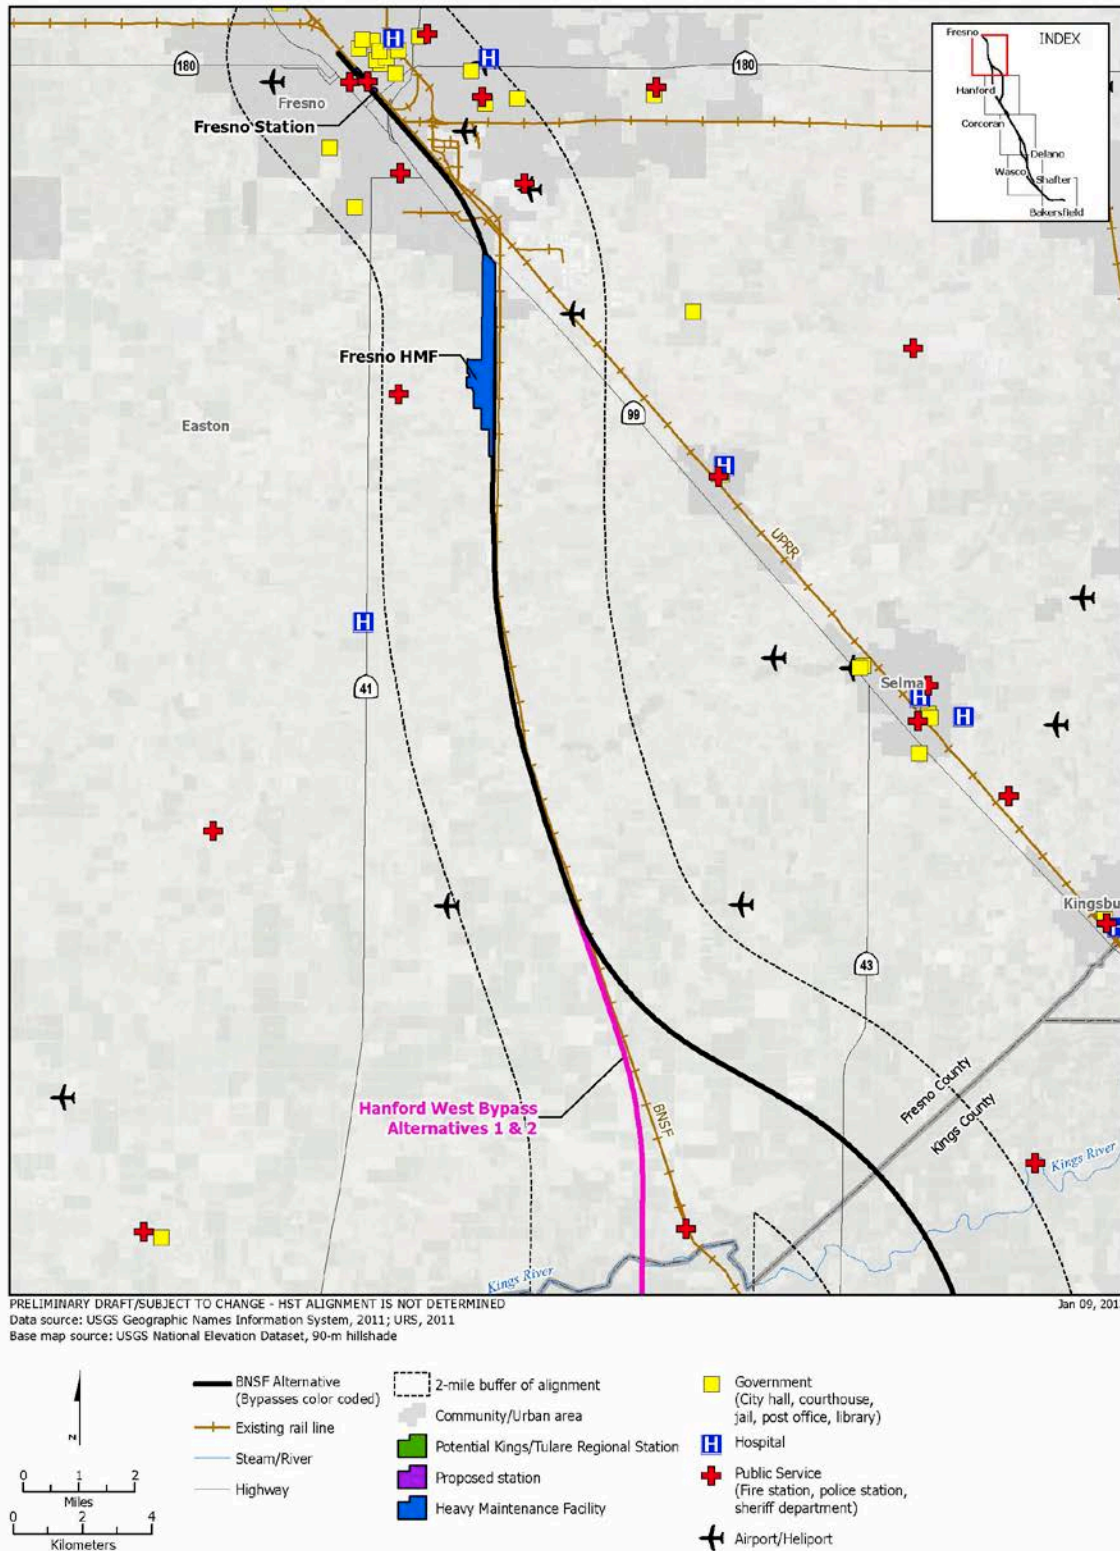 180
180
Fresno
Fresno Station
INDEX
Fresno
Hanford
Corcoran
Delano
Wasco
Shafter
Bakersfield
Fresno HMF
Easton
99
UPRR
H
H
H
H
41
Selma
H
H
Kingsbu
H
43
Fresno County
Kings County
Hanford West Bypass
Alternatives 1 & 2
BNSF
Kings River
Kings River
PRELIMINARY DRAFT/SUBJECT TO CHANGE - HST ALIGNMENT IS NOT DETERMINED
Data source: USGS Geographic Names Information System, 2011; URS, 2011
Base map source: USGS National Elevation Dataset, 90-m hillshade
Jan 09, 201
N
0 1 2
Miles
0 2 4
Kilometers
BNSF Alternative
(Bypasses color coded)
Existing rail line
Steam/River
Highway
2-mile buffer of alignment
Community/Urban area
Potential Kings/Tulare Regional Station
Proposed station
Heavy Maintenance Facility
Government
(City hall, courthouse,
jail, post office, library)
H Hospital
Public Service
(Fire station, police station,
sheriff department)
Airport/Heliport